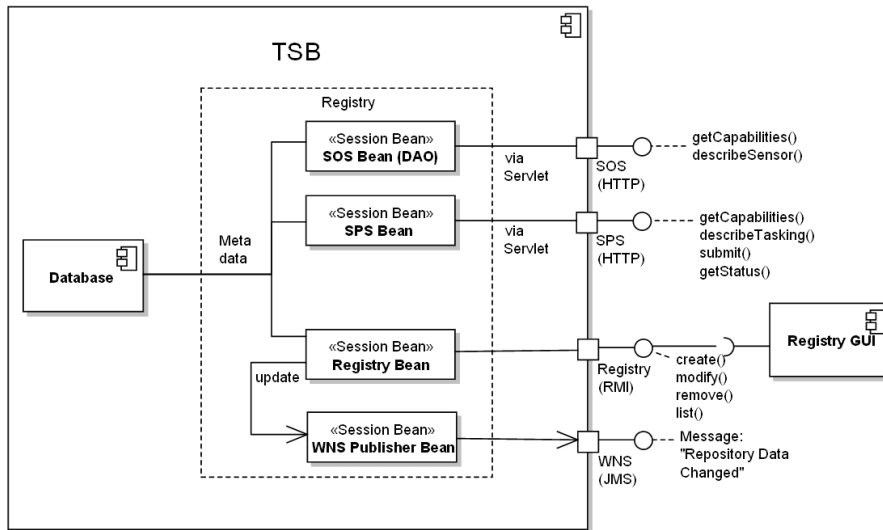 TSB
Registry
«Session Bean»
SOS Bean (DAO)
via
Servlet
SOS
(HTTP)
getCapabilities()
describeSensor()
«Session Bean»
SPS Bean
via
Servlet
SPS
(HTTP)
getCapabilities()
describeTasking()
submit()
getStatus()
Meta
data
Database
«Session Bean»
Registry Bean
update
Registry
(RMI)
create()
modify()
remove()
list()
Registry GUI
«Session Bean»
WNS Publisher Bean
WNS
(JMS)
Message:
"Repository Data
Changed"